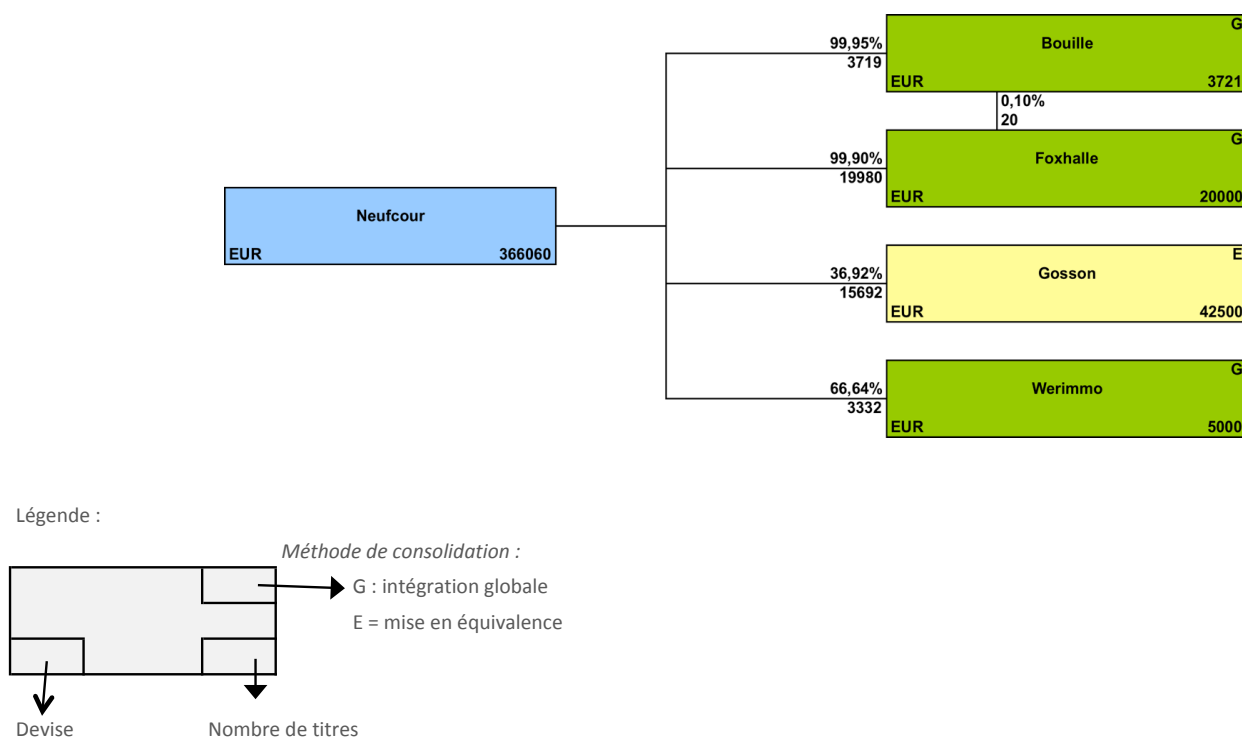 G
99,95%
Bouille
3719
EUR 3721
0,10%
20
G
99,90%
Foxhalle
19980
EUR 20000
Neufcour
EUR 366060
E
36,92%
Gosson
15692
EUR 42500
G
66,64%
Werimmo
3332
EUR 5000
Légende :
Méthode de consolidation :
G : intégration globale
E = mise en équivalence
Devise Nombre de titres